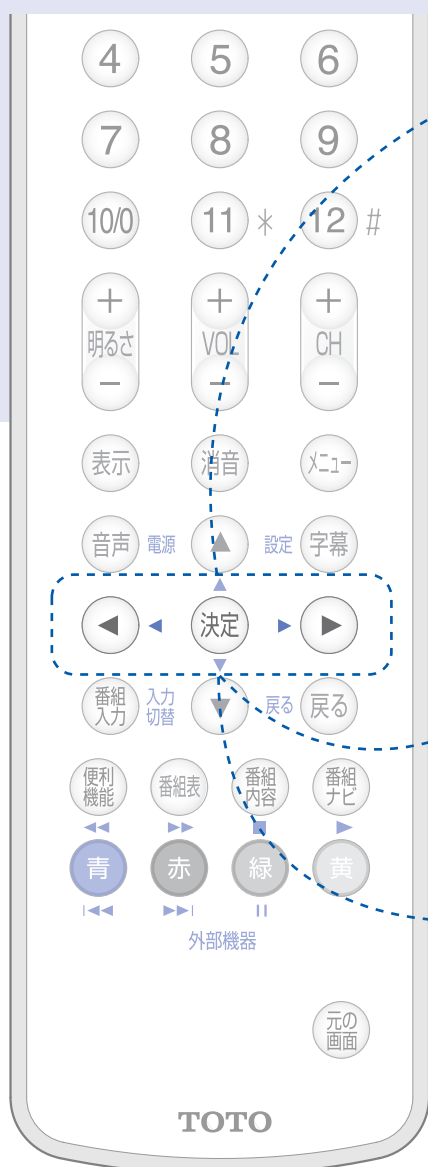 4 5 6
7 8 9
10/0 11 * 12 #
+ + +
明るさ VOL CH
− − −
表示 消音 メニュー
音声 電源 ▲ 設定 字幕
▲
◀ ◀ 決定 ▶ ▶
▼
番組入力 入力切替 ▼ 戻る 戻る
便利機能 番組表 番組内容 番組ナビ
◀◀ ▶▶ ■ ▶
青 赤 緑 黄
I◀◀ ▶▶I II
外部機器
元の画面
TOTO